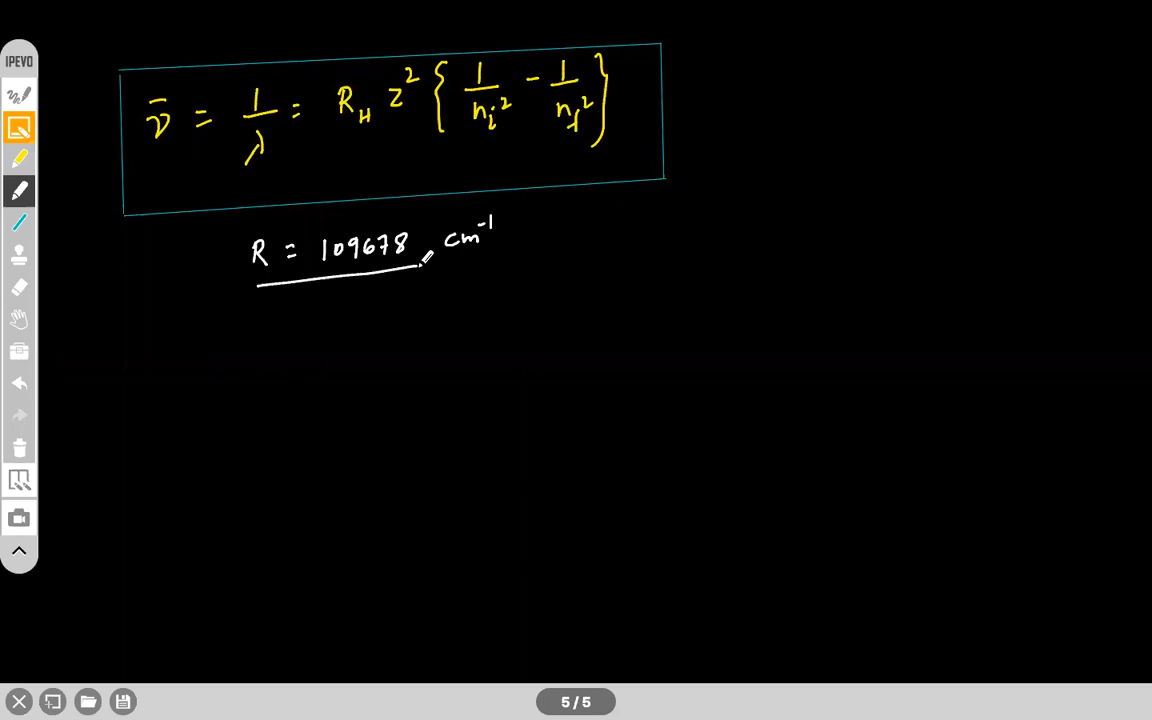 IPEVO
ν̄ = 1/λ = R_H z² { 1/n_i² - 1/n_f² }
R = 109678 cm⁻¹
5/5